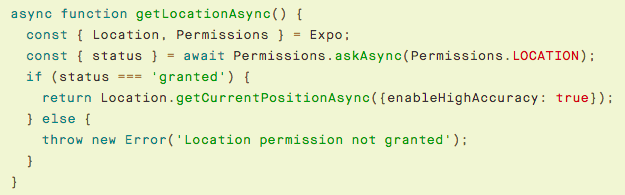 async function getLocationAsync() {
  const { Location, Permissions } = Expo;
  const { status } = await Permissions.askAsync(Permissions.LOCATION);
  if (status === 'granted') {
    return Location.getCurrentPositionAsync({enableHighAccuracy: true});
  } else {
    throw new Error('Location permission not granted');
  }
}